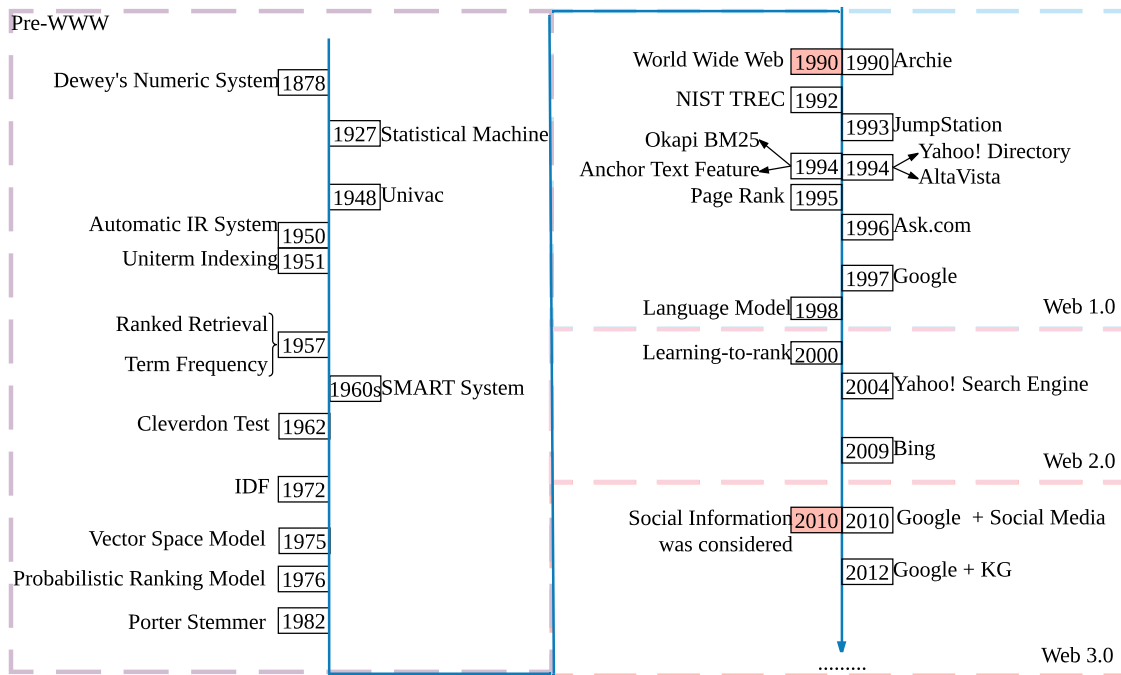 Pre-WWW
Dewey's Numeric System 1878
1927 Statistical Machine
1948 Univac
Automatic IR System 1950
Uniterm Indexing 1951
Ranked Retrieval
1957
Term Frequency
1960s SMART System
Cleverdon Test 1962
IDF 1972
Vector Space Model 1975
Probabilistic Ranking Model 1976
Porter Stemmer 1982
World Wide Web 1990 1990 Archie
NIST TREC 1992
1993 JumpStation
Okapi BM25
Yahoo! Directory
1994 1994
Anchor Text Feature
AltaVista
Page Rank 1995
1996 Ask.com
1997 Google
Language Model 1998
Web 1.0
Learning-to-rank 2000
2004 Yahoo! Search Engine
2009 Bing
Web 2.0
Social Information 2010 2010 Google + Social Media
was considered
2012 Google + KG
Web 3.0
.........